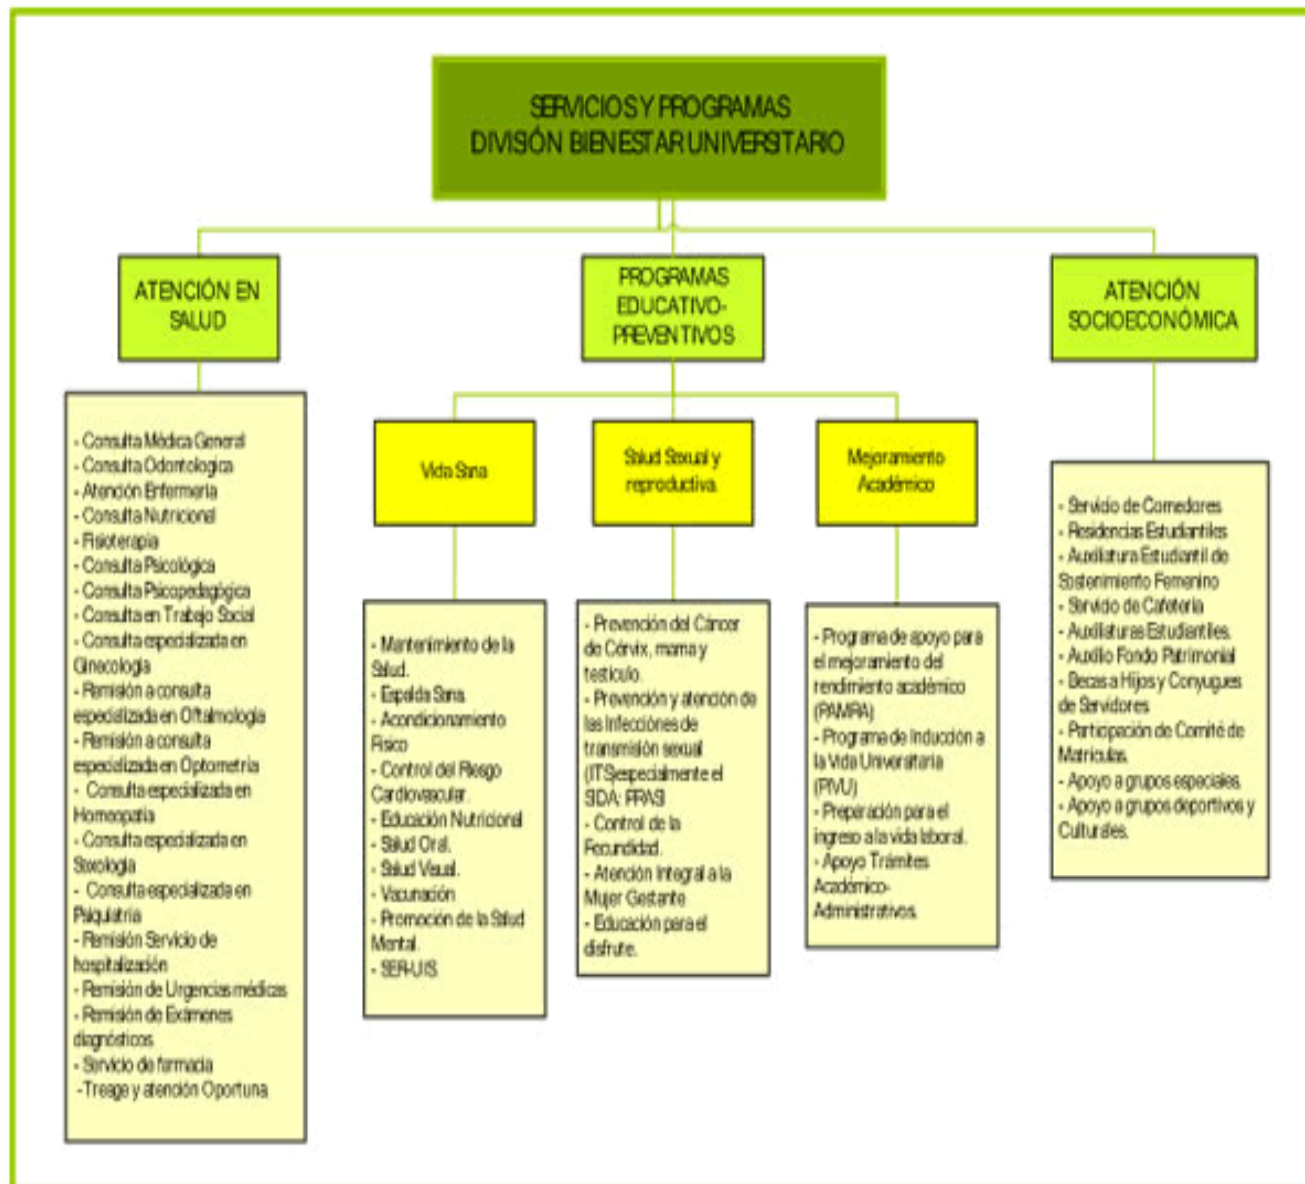 SERVICIOS Y PROGRAMAS
DIVISIÓN BIENESTAR UNIVERSITARIO
ATENCIÓN EN
SALUD
- Consulta Médica General
- Consulta Odontologica
- Atención Enfermería
- Consulta Nutricional
- Fisioterapia
- Consulta Psicológica
- Consulta Psicopedagógica
- Consulta en Trabajo Social
- Consulta especializada en
Ginecología
- Remisión a consulta
especializada en Oftalmología
- Remisión a consulta
especializada en Optometría
- Consulta especializada en
Homeopatía
- Consulta especializada en
Sexología
- Consulta especializada en
Psiquiatría
- Remisión Servicio de
hospitalización
- Remisión de Urgencias médicas
- Remisión de Exámenes
diagnósticos
- Servicio de farmacia
-Treage y atención Oportuna
PROGRAMAS
EDUCATIVO-
PREVENTIVOS
Vida Sana
- Mantenimiento de la
Salud.
- Espalda Sana.
- Acondicionamiento
Físico
- Control del Riesgo
Cardiovascular.
- Educación Nutricional
- Salud Oral.
- Salud Visual.
- Vacunación
- Promoción de la Salud
Mental.
- SER-UIS.
Salud Sexual y
reproductiva.
- Prevención del Cáncer
de Cérvix, mama y
testículo.
- Prevención y atención de
las Infecciónes de
transmisión sexual
(ITS)especialmente el
SIDA:
- Control de la
Fecundidad.
- Atención Integral a la
Mujer Gestante
- Educación para el
disfrute.
Mejoramiento
Académico
- Programa de apoyo para
el mejoramiento del
rendimiento académico
(PAMRA)
- Programa de Inducción a
la Vida Universitaria
(PIVU)
- Preparación para el
ingreso a la vida laboral.
- Apoyo Trámites
Académico-
Administrativos.
ATENCIÓN
SOCIOECONÓMICA
- Servicio de Comedores
- Residencias Estudiantiles
- Auxiliatura Estudiantil de
Sostenimiento Femenino
- Servicio de Cafetería
- Auxiliaturas Estudiantiles.
- Auxilio Fondo Patrimonial
- Becas a Hijos y Conyugues
de Servidores
- Participación de Comité de
Matrículas.
- Apoyo a grupos especiales.
- Apoyo a grupos deportivos y
Culturales.